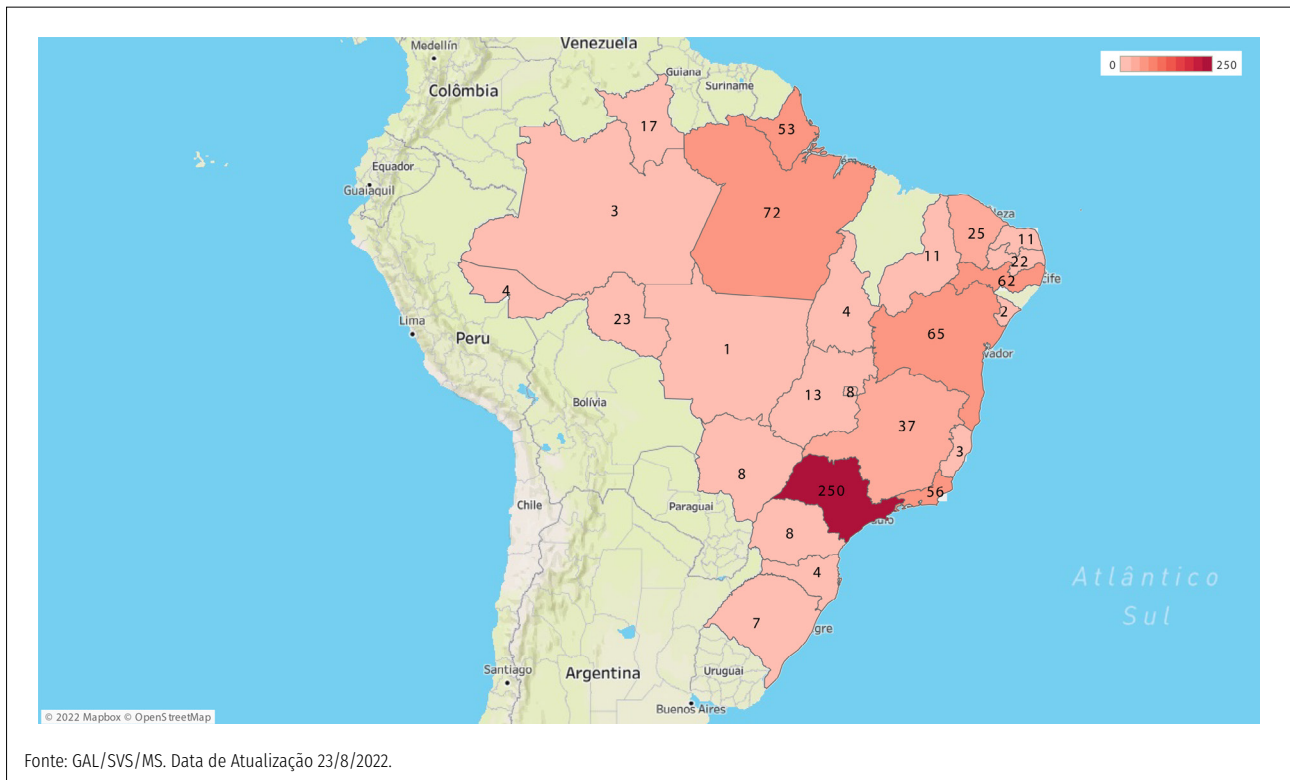 Medellín
Venezuela
0
250
Guiana
Suriname
Colômbia
53
17
Equador
Guaiaquil
3
72
leza
25
11
11
22
62
cife
4
2
4
23
Lima
65
Peru
1
vador
13
8
Bolívia
37
3
8
250
56
Chile
Paraguai
ulo
8
4
Atlântico
Sul
7
gre
Santiago
Argentina
Uruguai
Buenos Aires
© 2022 Mapbox © OpenStreetMap
Fonte: GAL/SVS/MS. Data de Atualização 23/8/2022.